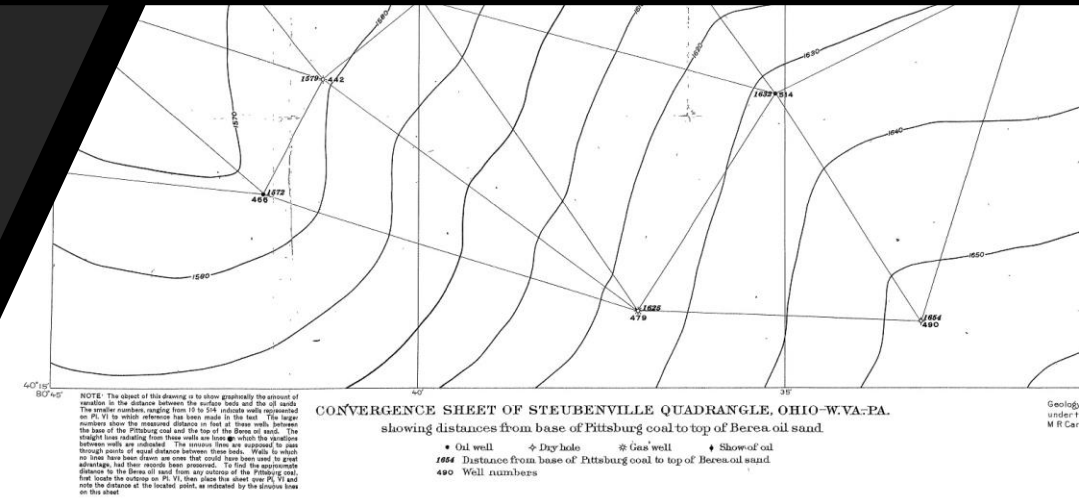 1580
1620
1630
1579 442
1632 514
1570
1640
1572
466
1650
1580
1625
479
1654
490
40°15'
80°45'
40'
35'
NOTE: The object of this drawing is to show graphically the amount of
variation in the distance between the surface beds and the oil sands
The smaller numbers, ranging from 10 to 514 indicate wells represented
on Pl. VI to which reference has been made in the text The larger
numbers show the measured distance in feet at these wells between
the base of the Pittsburg coal and the top of the Berea oil sand. The
straight lines radiating from these wells are lines on which the variations
between wells are indicated The sinuous lines are supposed to pass
through points of equal distance between these beds. Wells to which
no lines have been drawn are ones that could have been used to great
advantage, had their records been preserved. To find the approximate
distance to the Berea oil sand from any outcrop of the Pittsburg coal,
first locate the outcrop on Pl. VI, then place this sheet over Pl. VI and
note the distance at the located point, as indicated by the sinuous lines
on this sheet
CONVERGENCE SHEET OF STEUBENVILLE QUADRANGLE, OHIO-W.VA.-PA.
showing distances from base of Pittsburg coal to top of Berea oil sand.
Oil well Dry hole Gas well Show of oil
1654 Distance from base of Pittsburg coal to top of Berea oil sand
490 Well numbers
Geology
under t
M R Car